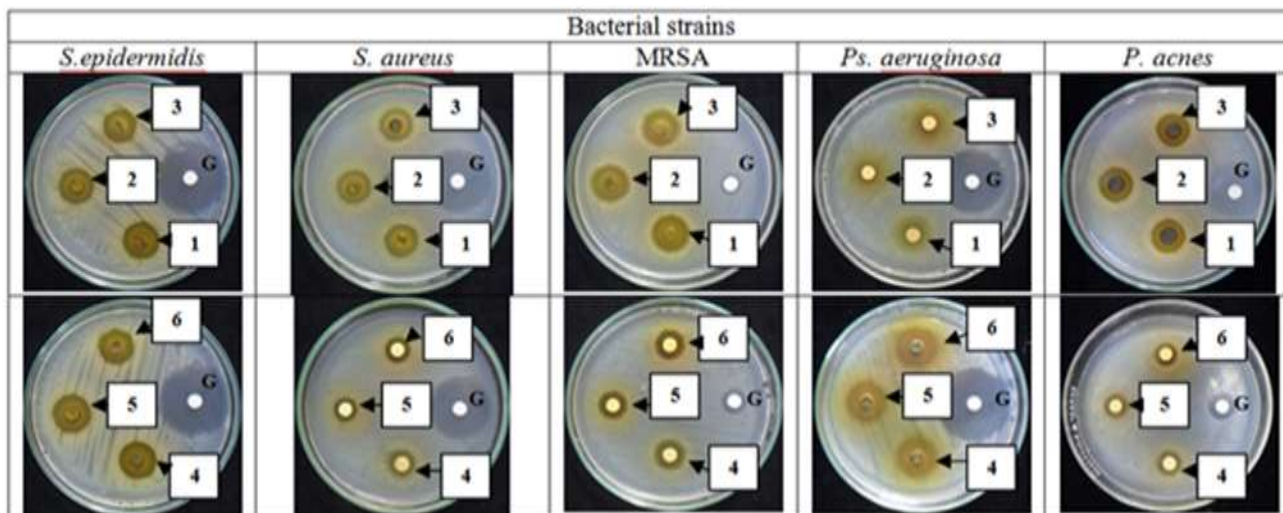 Bacterial strains
S.epidermidis S. aureus MRSA Ps. aeruginosa P. acnes
3 3 3 3 3
2 G 2 G 2 G 2 G 2 G
1 1 1 1 1
6 6 6 6 6
5 G 5 G 5 G 5 G 5 G
4 4 4 4 4